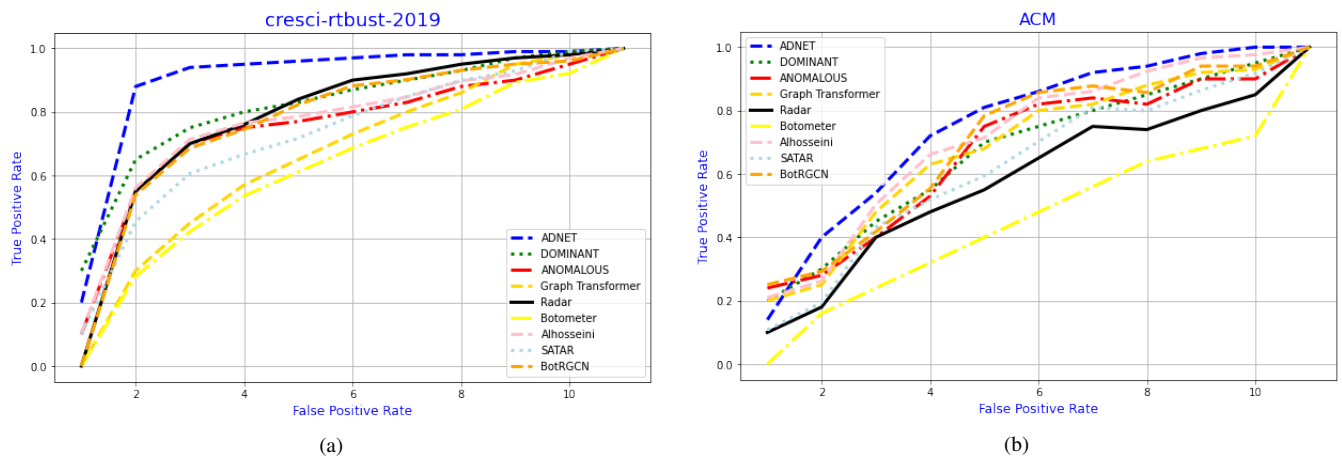 cresci-rtbust-2019
1.0
0.8
0.6
0.4
0.2
0.0
True Positive Rate
ADNET
DOMINANT
ANOMALOUS
Graph Transformer
Radar
Botometer
Alhosseini
SATAR
BotRGCN
2 4 6 8 10
False Positive Rate
(a)
ACM
1.0
0.8
0.6
0.4
0.2
0.0
True Positive Rate
ADNET
DOMINANT
ANOMALOUS
Graph Transformer
Radar
Botometer
Alhosseini
SATAR
BotRGCN
2 4 6 8 10
False Positive Rate
(b)